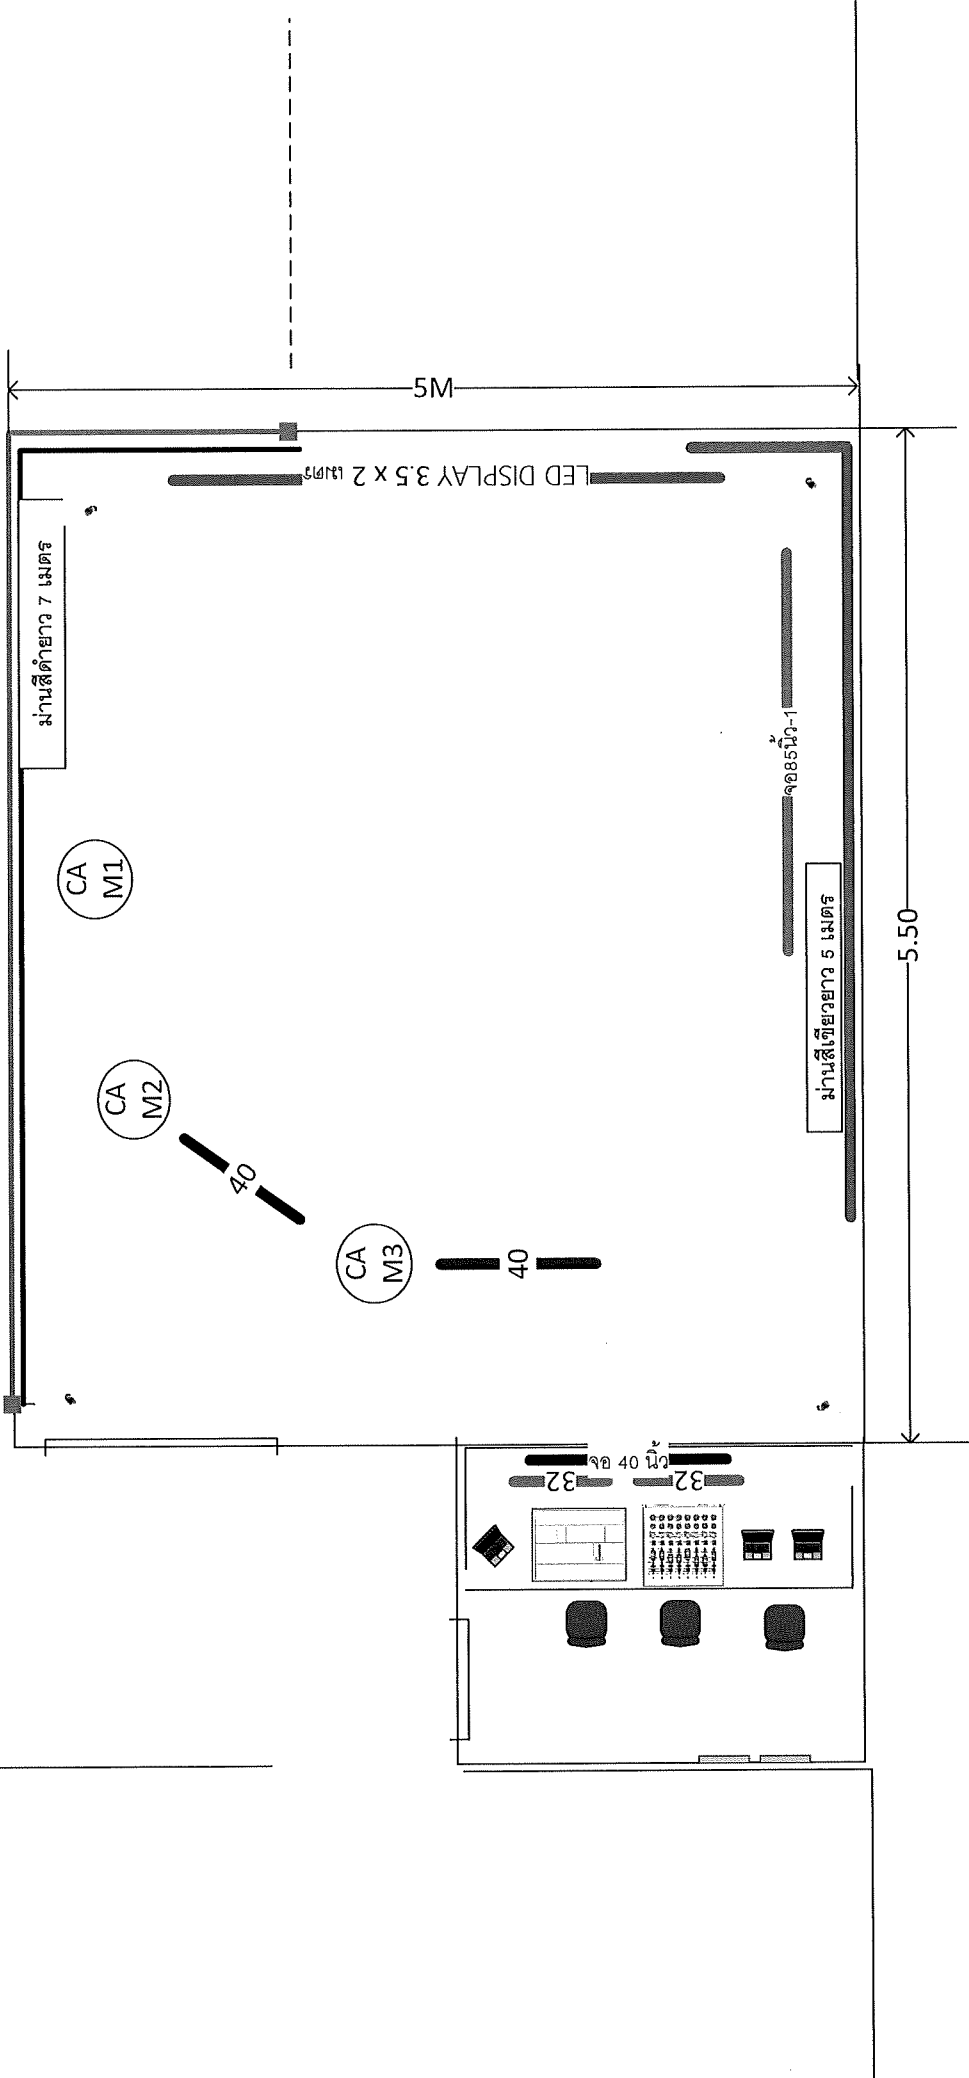 5M
LED DISPLAY 3.5 x 2 เมตร
ม่านสีดำยาว 7 เมตร
จอ85นิ้ว-1
CA
M1
ม่านสีเขียวยาว 5 เมตร
5.50
CA
M2
40
CA
M3
40
จอ 40 นิ้ว
32
32